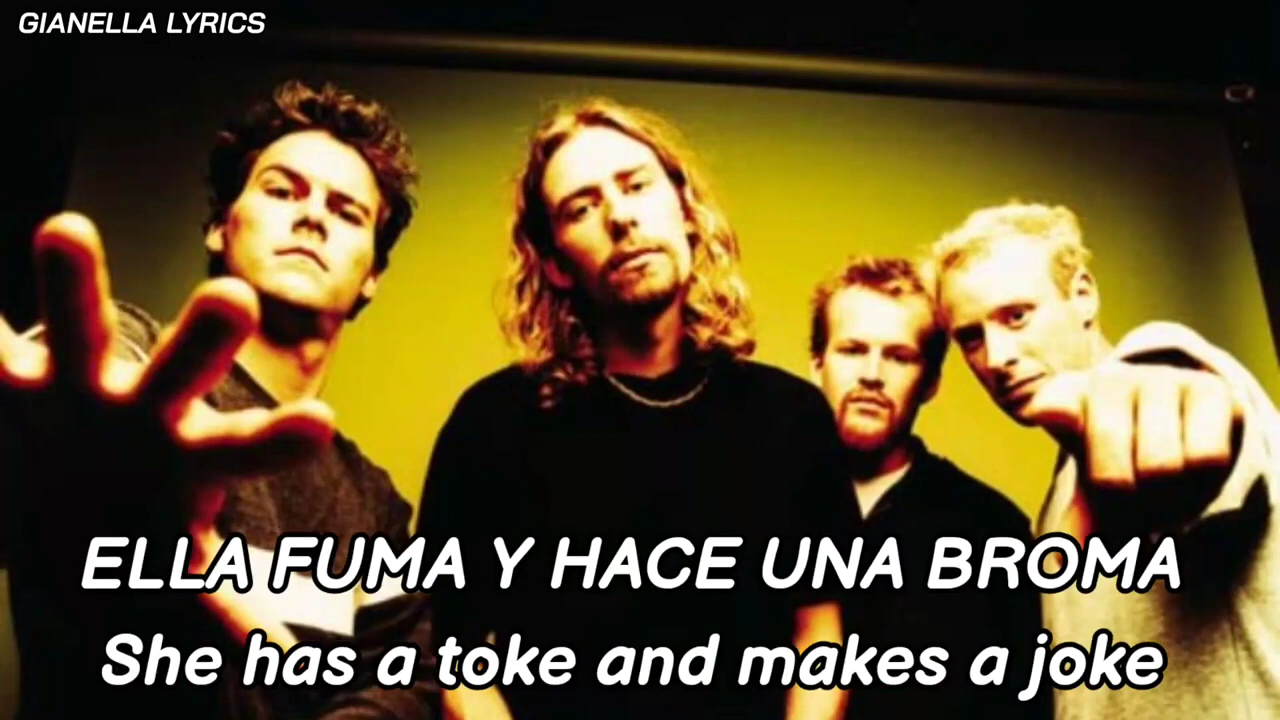 GIANELLA LYRICS
ELLA FUMA Y HACE UNA BROMA
She has a toke and makes a joke